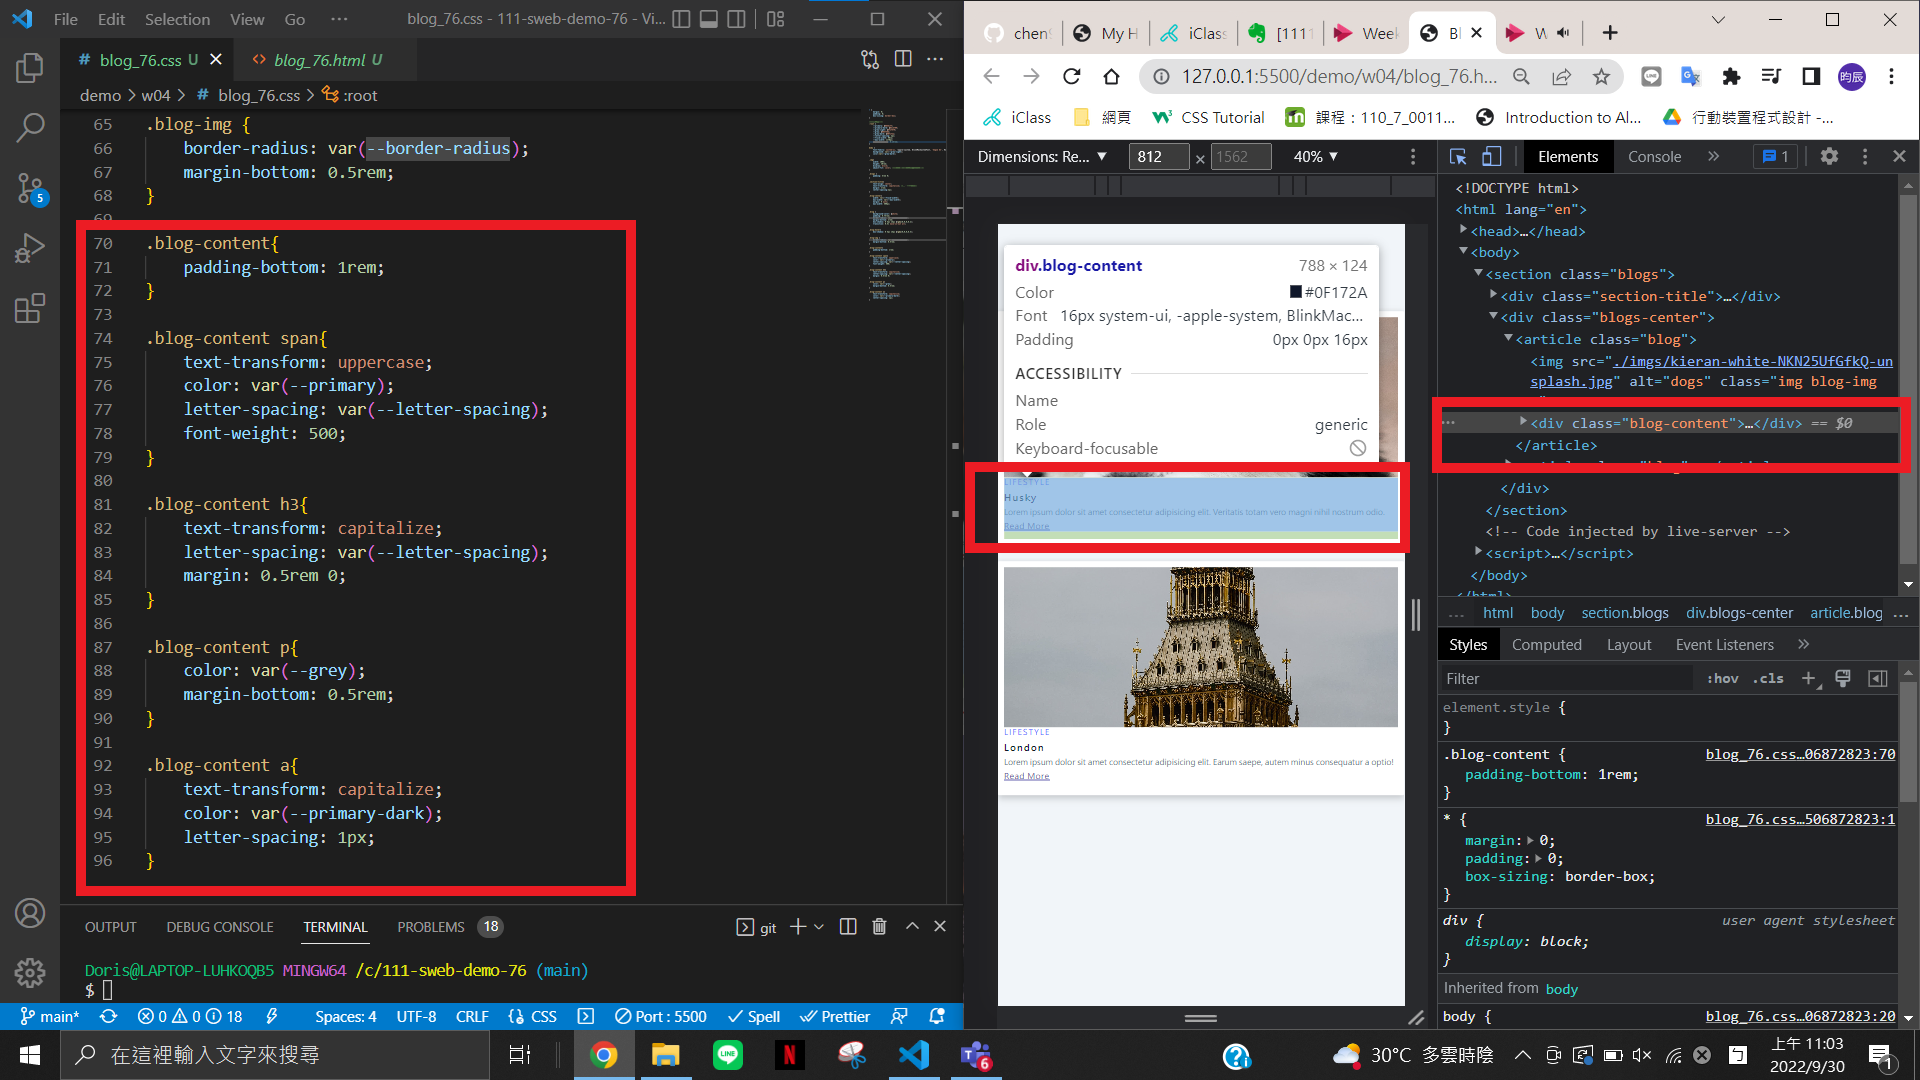 File Edit Selection View Go ··· blog_76.css - 111-sweb-demo-76 - Vi...
# blog_76.css U <> blog_76.html U
demo > w04 > # blog_76.css > :root
65 .blog-img {
66 border-radius: var(--border-radius);
67 margin-bottom: 0.5rem;
68 }
69
70 .blog-content{
71 padding-bottom: 1rem;
72 }
73
74 .blog-content span{
75 text-transform: uppercase;
76 color: var(--primary);
77 letter-spacing: var(--letter-spacing);
78 font-weight: 500;
79 }
80
81 .blog-content h3{
82 text-transform: capitalize;
83 letter-spacing: var(--letter-spacing);
84 margin: 0.5rem 0;
85 }
86
87 .blog-content p{
88 color: var(--grey);
89 margin-bottom: 0.5rem;
90 }
91
92 .blog-content a{
93 text-transform: capitalize;
94 color: var(--primary-dark);
95 letter-spacing: 1px;
96 }
5
OUTPUT DEBUG CONSOLE TERMINAL PROBLEMS 18 git
Doris@LAPTOP-LUHKOQB5 MINGW64 /c/111-sweb-demo-76 (main)
$
main* 0 0 18 Spaces: 4 UTF-8 CRLF {} CSS Port : 5500 Spell Prettier
chen My H iClass [111 Week Bl W
127.0.0.1:5500/demo/w04/blog_76.h... 昀辰
iClass 網頁 CSS Tutorial 課程：110_7_0011... Introduction to Al... 行動裝置程式設計 -...
Dimensions: Re... ▼ 812 × 1562 40% ▼
div.blog-content 788 × 124
Color #0F172A
Font 16px system-ui, -apple-system, BlinkMac...
Padding 0px 0px 16px
ACCESSIBILITY
Name
Role generic
Keyboard-focusable
LIFESTYLE
Husky
Lorem ipsum dolor sit amet consectetur adipisicing elit. Veritatis totam vero magni nihil nostrum odio
Read More
LIFESTYLE
London
Lorem ipsum dolor sit amet consectetur adipisicing elit. Earum saepe, autem minus consequatur a optio!
Read More
Elements Console » 1
<!DOCTYPE html>
<html lang="en">
<head>…</head>
<body>
<section class="blogs">
<div class="section-title">…</div>
<div class="blogs-center">
<article class="blog">
<img src="./imgs/kieran-white-NKN25UfGfkQ-un
splash.jpg" alt="dogs" class="img blog-img
<div class="blog-content">…</div> == $0
</article>
</div>
</section>
<!-- Code injected by live-server -->
<script>…</script>
</body>
</html>
... html body section.blogs div.blogs-center article.blog ...
Styles Computed Layout Event Listeners »
Filter :hov .cls +
element.style {
}
.blog-content { blog_76.css…06872823:70
padding-bottom: 1rem;
}
* { blog_76.css…506872823:1
margin: 0;
padding: 0;
box-sizing: border-box;
}
div { user agent stylesheet
display: block;
}
Inherited from body
body { blog_76.css…06872823:20
在這裡輸入文字來搜尋 N LINE 6 30°C 多雲時陰 上午 11:03
2022/9/30 1